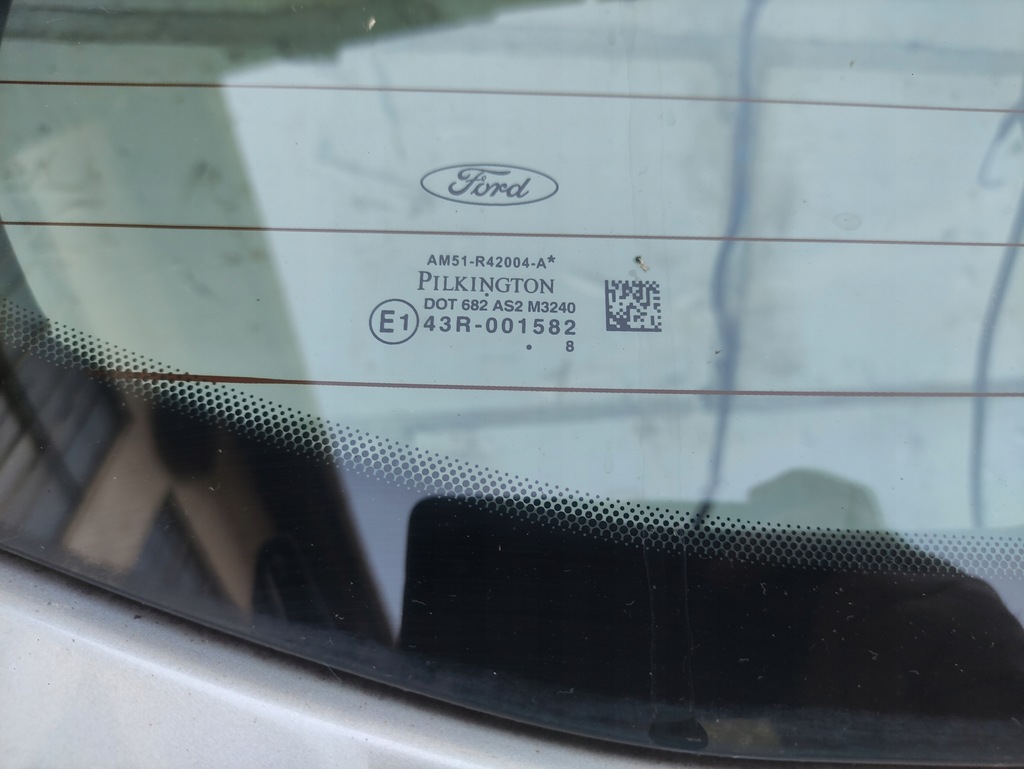 Ford
AM51-R42004-A*
PILKINGTON
DOT 682 AS2 M3240
E1 43R-001582
. 8